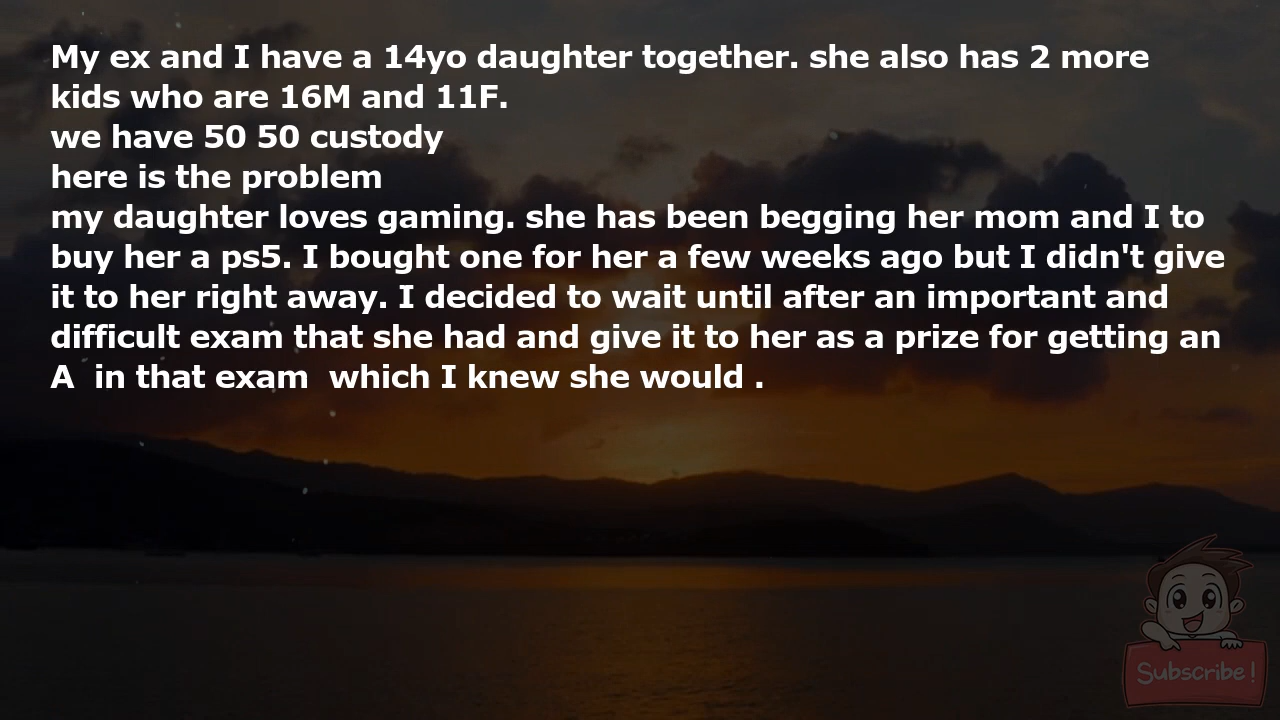 My ex and I have a 14yo daughter together. she also has 2 more
kids who are 16M and 11F.
we have 50 50 custody
here is the problem
my daughter loves gaming. she has been begging her mom and I to
buy her a ps5. I bought one for her a few weeks ago but I didn't give
it to her right away. I decided to wait until after an important and
difficult exam that she had and give it to her as a prize for getting an
A  in that exam  which I knew she would .
Subscribe!